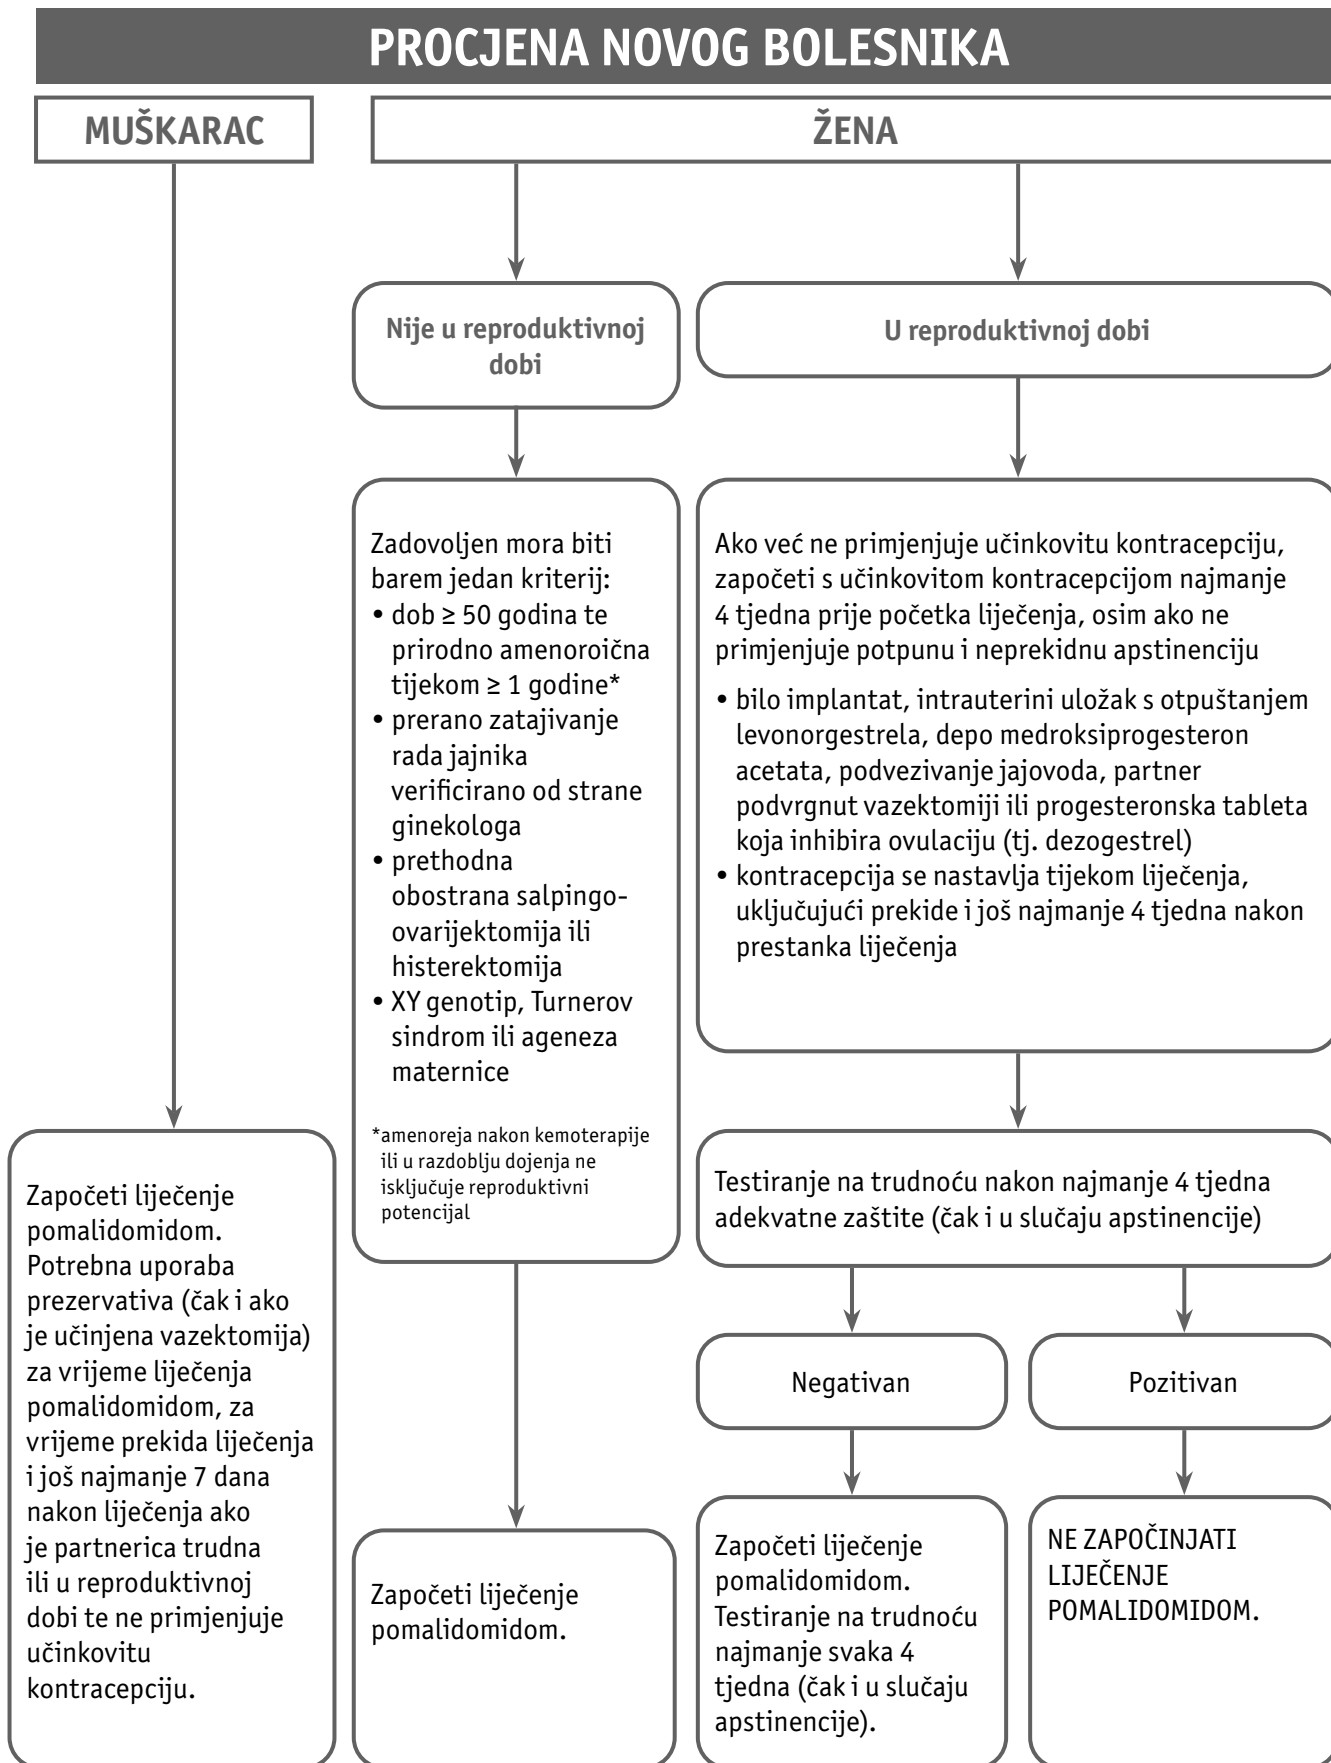 PROCJENA NOVOG BOLESNIKA
MUŠKARAC
ŽENA
Nije u reproduktivnoj
dobi
U reproduktivnoj dobi
Zadovoljen mora biti
barem jedan kriterij:
• dob ≥ 50 godina te
prirodno amenoroična
tijekom ≥ 1 godine*
• prerano zatajivanje
rada jajnika
verificirano od strane
ginekologa
• prethodna
obostrana salpingo-
ovarijektomija ili
histerektomija
• XY genotip, Turnerov
sindrom ili ageneza
maternice
*amenoreja nakon kemoterapije
ili u razdoblju dojenja ne
isključuje reproduktivni
potencijal
Ako već ne primjenjuje učinkovitu kontracepciju,
započeti s učinkovitom kontracepcijom najmanje
4 tjedna prije početka liječenja, osim ako ne
primjenjuje potpunu i neprekidnu apstinenciju
• bilo implantat, intrauterini uložak s otpuštanjem
levonorgestrela, depo medroksiprogesteron
acetata, podvezivanje jajovoda, partner
podvrgnut vazektomiji ili progesteronska tableta
koja inhibira ovulaciju (tj. dezogestrel)
• kontracepcija se nastavlja tijekom liječenja,
uključujući prekide i još najmanje 4 tjedna nakon
prestanka liječenja
Testiranje na trudnoću nakon najmanje 4 tjedna
adekvatne zaštite (čak i u slučaju apstinencije)
Negativan
Pozitivan
Započeti liječenje
pomalidomidom.
Potrebna uporaba
prezervativa (čak i ako
je učinjena vazektomija)
za vrijeme liječenja
pomalidomidom, za
vrijeme prekida liječenja
i još najmanje 7 dana
nakon liječenja ako
je partnerica trudna
ili u reproduktivnoj
dobi te ne primjenjuje
učinkovitu
kontracepciju.
Započeti liječenje
pomalidomidom.
Započeti liječenje
pomalidomidom.
Testiranje na trudnoću
najmanje svaka 4
tjedna (čak i u slučaju
apstinencije).
NE ZAPOČINJATI
LIJEČENJE
POMALIDOMIDOM.